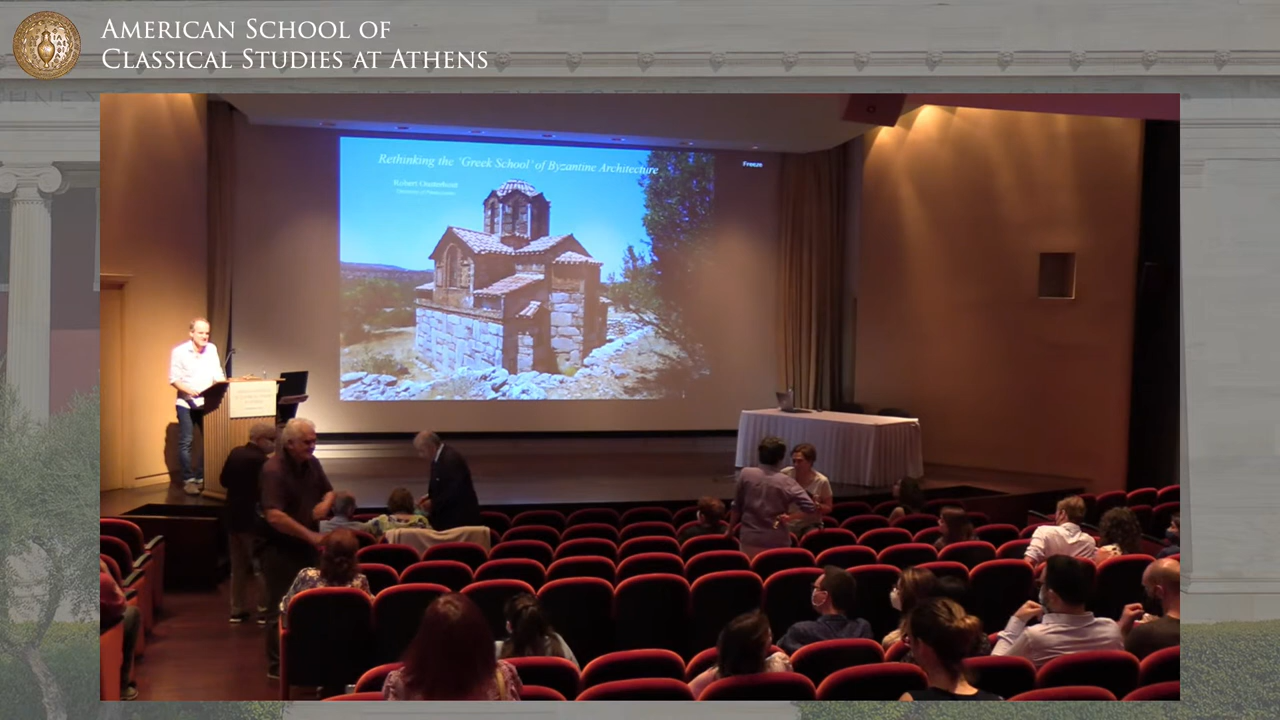 AMERICAN SCHOOL OF
CLASSICAL STUDIES AT ATHENS
Rethinking the 'Greek School' of Byzantine Architecture
Freeze
Robert Ousterhout